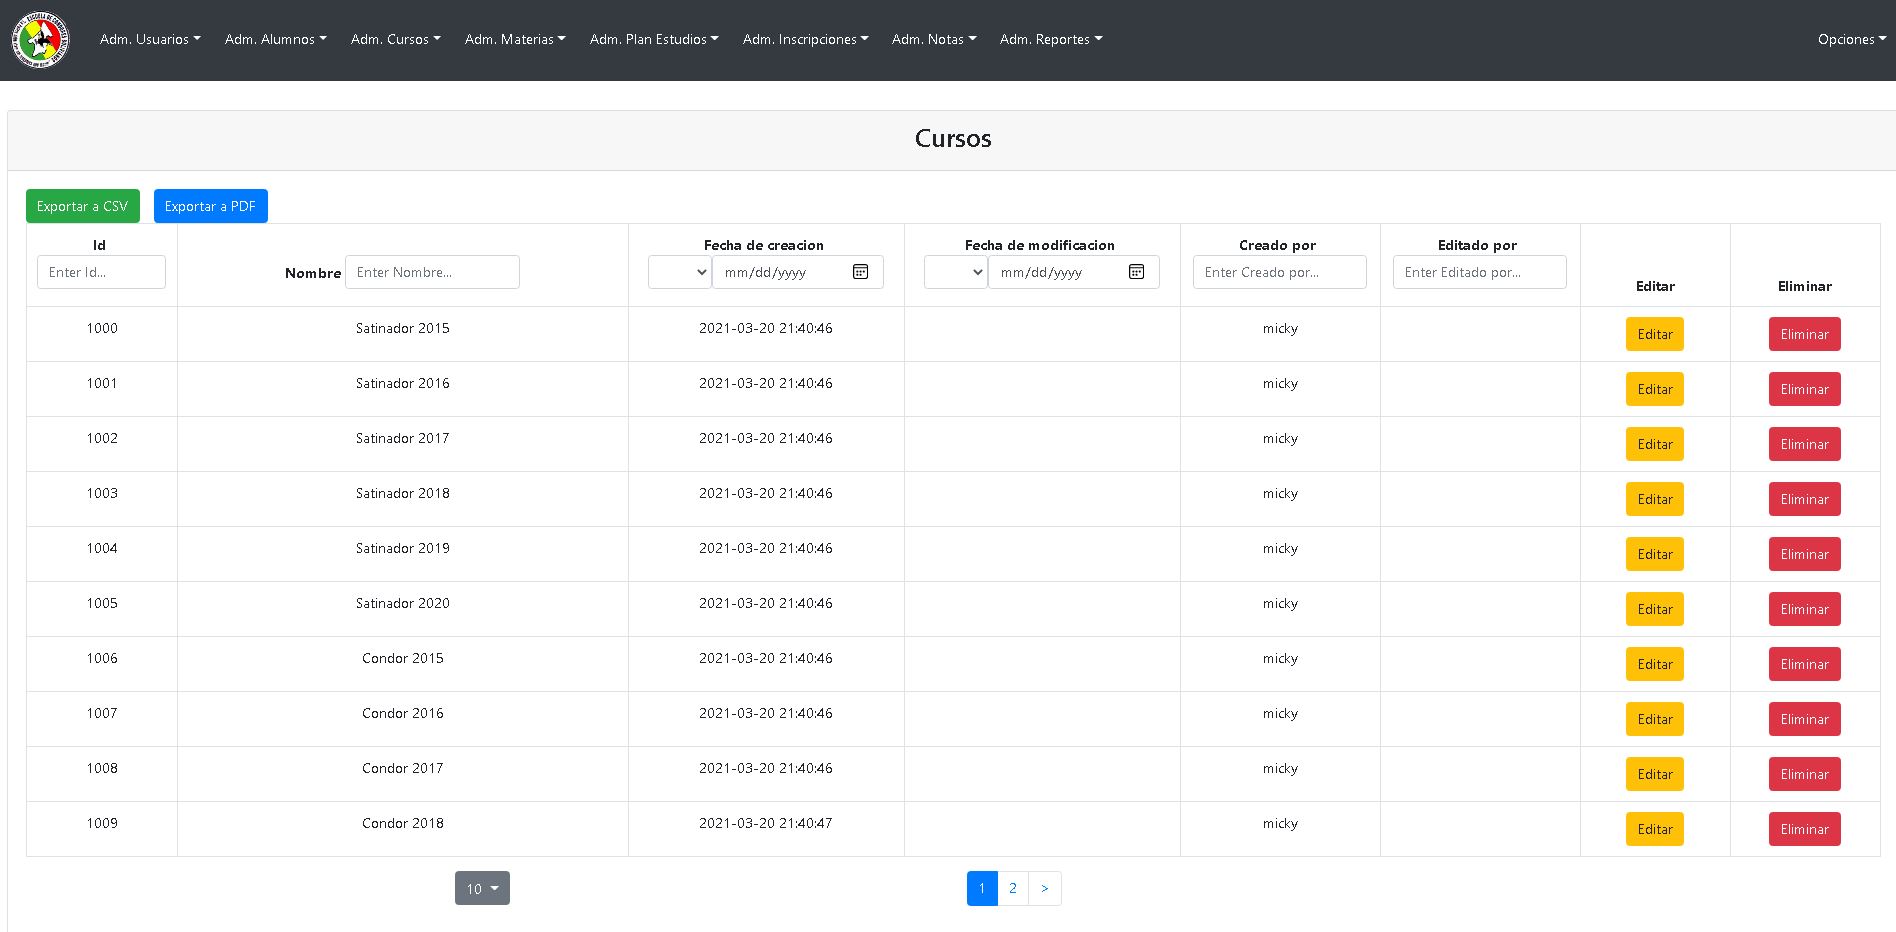 Adm. Usuarios Adm. Alumnos Adm. Cursos Adm. Materias Adm. Plan Estudios Adm. Inscripciones Adm. Notas Adm. Reportes Opciones
Cursos
Exportar a CSV Exportar a PDF
Id Fecha de creacion Fecha de modificacion Creado por Editado por
Enter Id... Nombre Enter Nombre... mm/dd/yyyy mm/dd/yyyy Enter Creado por... Enter Editado por...
Editar Eliminar
1000 Satinador 2015 2021-03-20 21:40:46 micky Editar Eliminar
1001 Satinador 2016 2021-03-20 21:40:46 micky Editar Eliminar
1002 Satinador 2017 2021-03-20 21:40:46 micky Editar Eliminar
1003 Satinador 2018 2021-03-20 21:40:46 micky Editar Eliminar
1004 Satinador 2019 2021-03-20 21:40:46 micky Editar Eliminar
1005 Satinador 2020 2021-03-20 21:40:46 micky Editar Eliminar
1006 Condor 2015 2021-03-20 21:40:46 micky Editar Eliminar
1007 Condor 2016 2021-03-20 21:40:46 micky Editar Eliminar
1008 Condor 2017 2021-03-20 21:40:46 micky Editar Eliminar
1009 Condor 2018 2021-03-20 21:40:47 micky Editar Eliminar
10 1 2 >